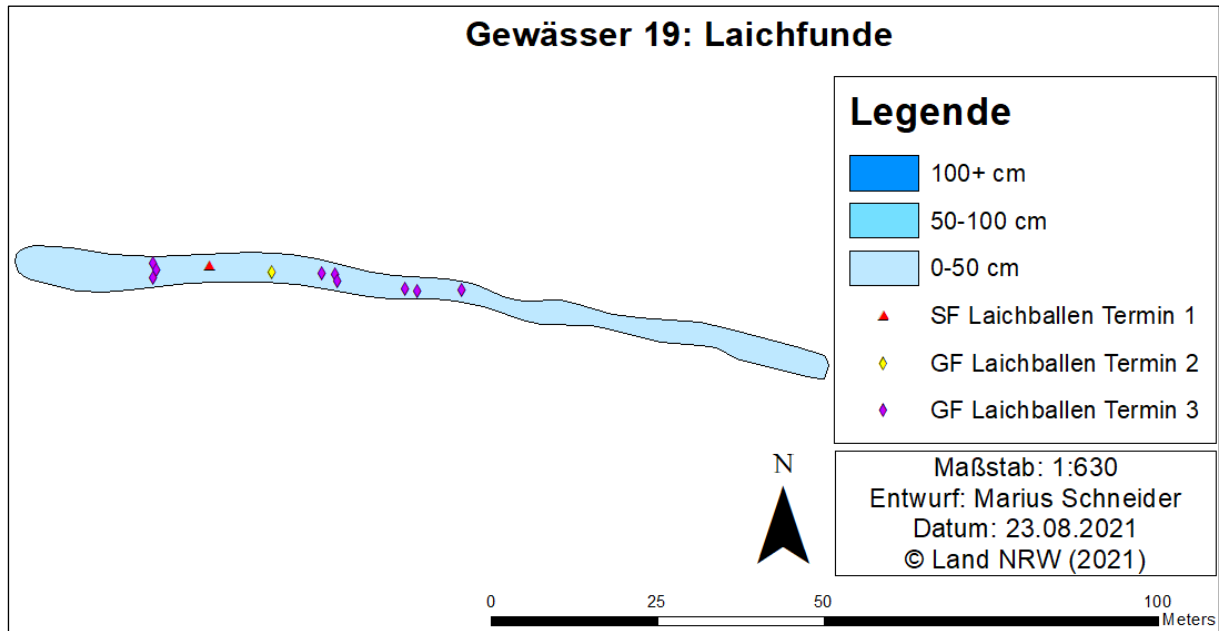 Gewässer 19: Laichfunde
Legende
100+ cm
50-100 cm
0-50 cm
SF Laichballen Termin 1
GF Laichballen Termin 2
GF Laichballen Termin 3
N
Maßstab: 1:630
Entwurf: Marius Schneider
Datum: 23.08.2021
© Land NRW (2021)
0 25 50 100
Meters